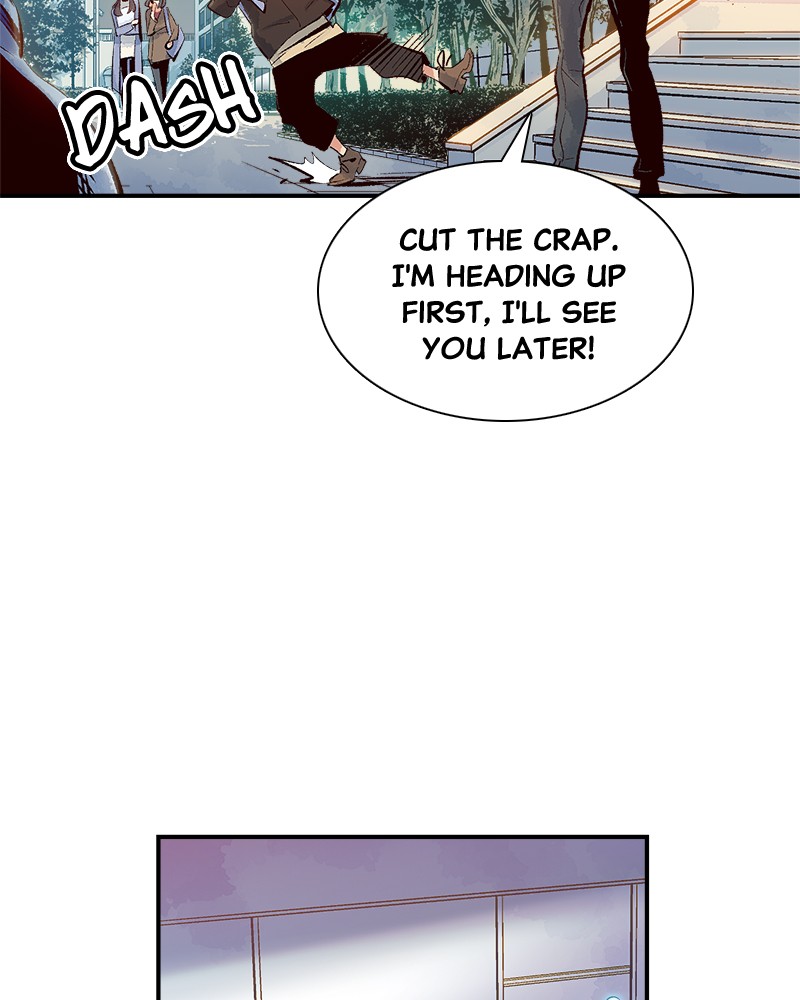 DASH
CUT THE CRAP.
I'M HEADING UP
FIRST, I'LL SEE
YOU LATER!